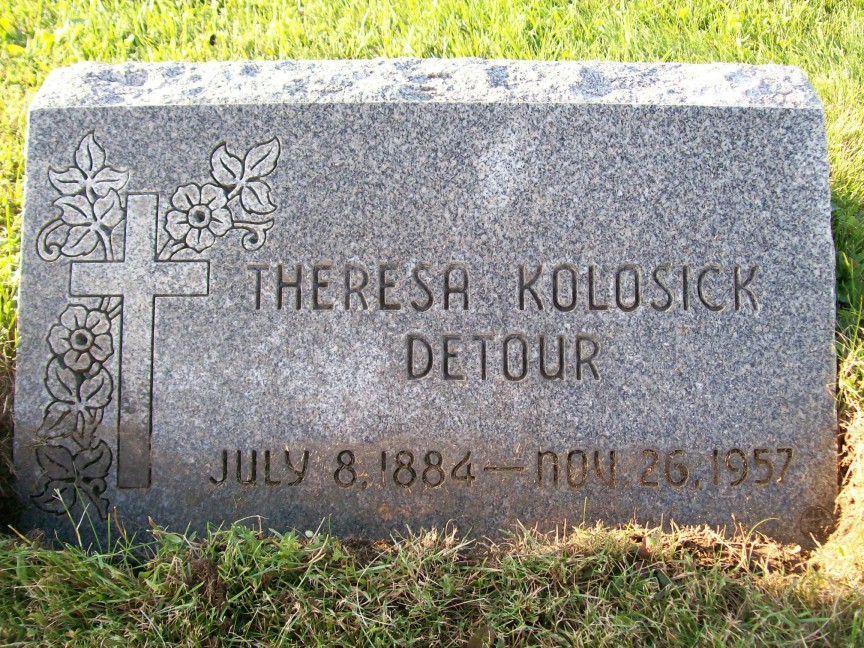 THERESA KOLOSICK
DETOUR
JULY 8, 1884 — NOV 26, 1957